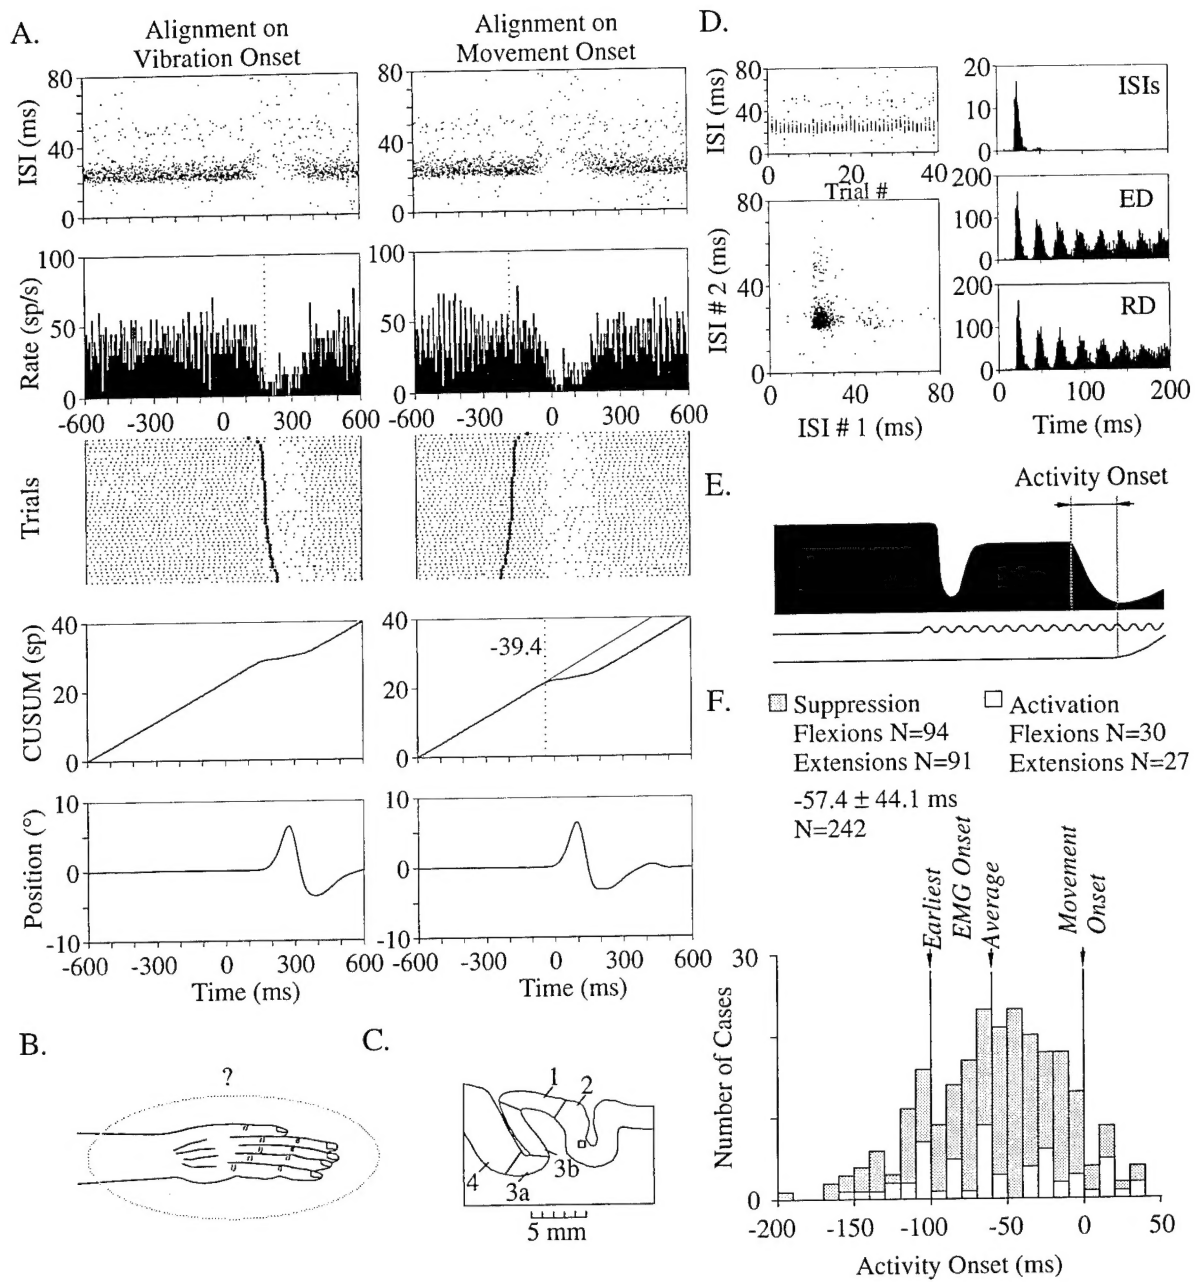 A.
Alignment on
Vibration Onset
Alignment on
Movement Onset
80
40
0
ISI (ms)
80
40
0
100
50
0
Rate (sp/s)
-600 -300 0 300 600
100
50
0
-600 -300 0 300 600
Trials
40
20
0
CUSUM (sp)
40
20
0
-39.4
10
0
-10
Position (°)
-600 -300 0 300 600
Time (ms)
10
0
-10
-600 -300 0 300 600
Time (ms)
B.
?
C.
1
2
3b
3a
4
5 mm
D.
80
40
0
ISI (ms)
0 20 40
Trial #
80
40
0
ISI # 2 (ms)
0 40 80
ISI # 1 (ms)
20
10
0
ISIs
200
100
0
ED
200
100
0
RD
0 100 200
Time (ms)
E.
Activity Onset
F.
Suppression
Flexions N=94
Extensions N=91
Activation
Flexions N=30
Extensions N=27
-57.4 ± 44.1 ms
N=242
Earliest
EMG Onset
Average
Movement
Onset
30
0
Number of Cases
-200 -150 -100 -50 0 50
Activity Onset (ms)